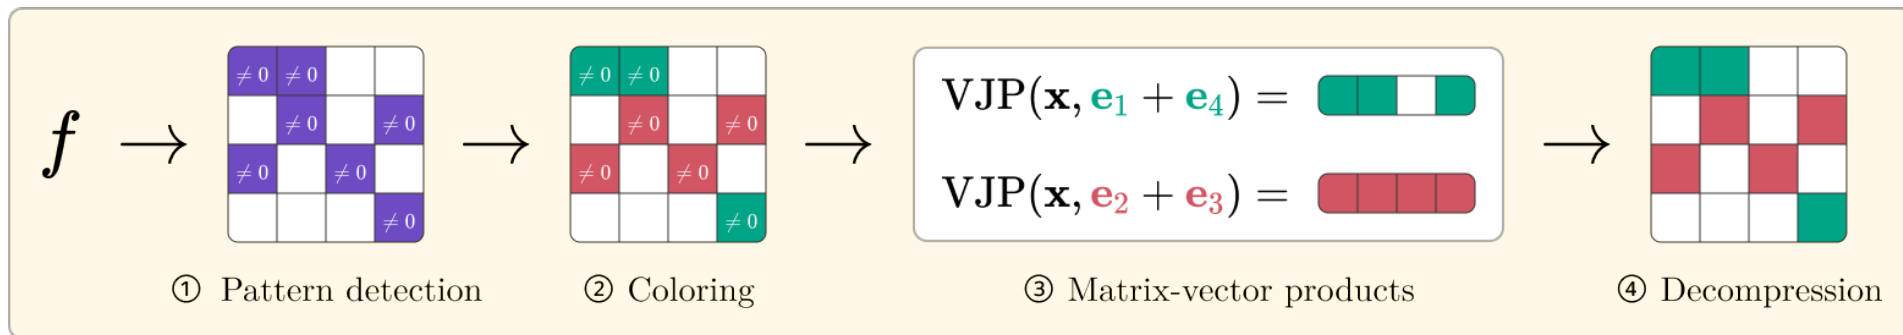 f → ≠ 0 ≠ 0 ≠ 0 ≠ 0 ≠ 0 ≠ 0 ≠ 0
① Pattern detection
→ ≠ 0 ≠ 0 ≠ 0 ≠ 0 ≠ 0 ≠ 0 ≠ 0
② Coloring
→ VJP(x, e₁ + e₄) =
VJP(x, e₂ + e₃) =
③ Matrix-vector products
→
④ Decompression